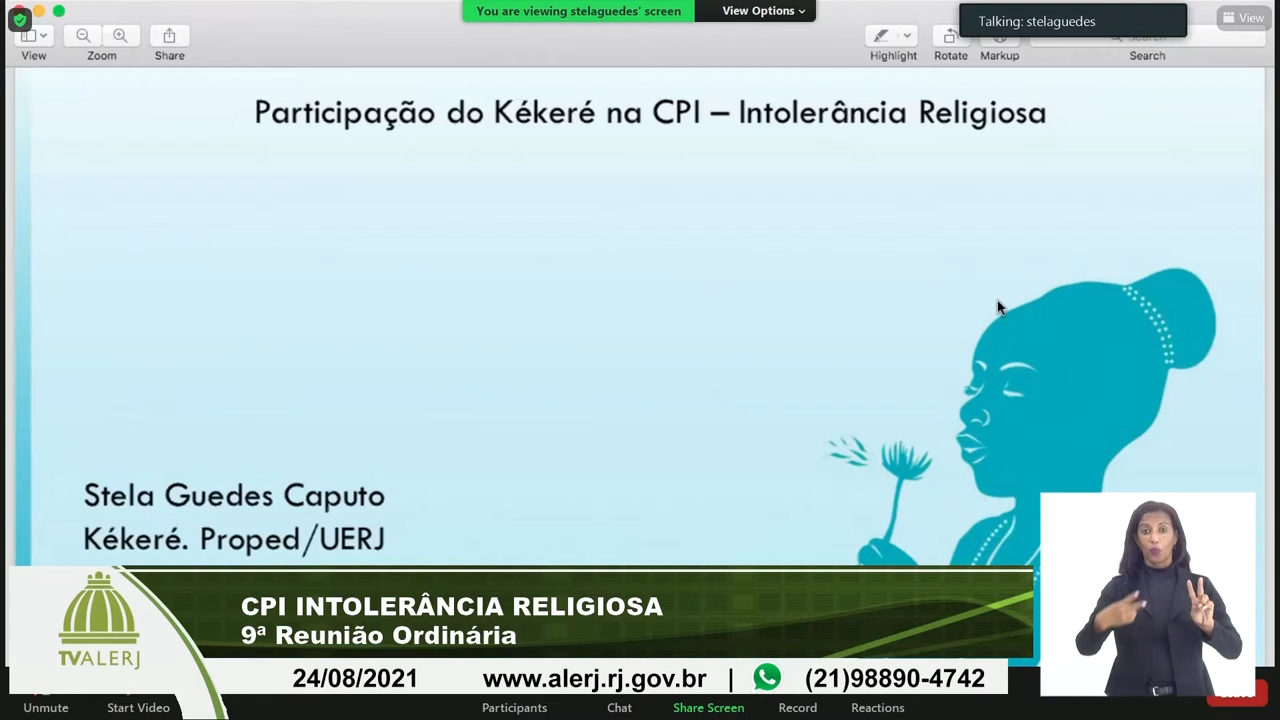 You are viewing stelaguedes' screen
View Options
Talking: stelaguedes
View
View
Zoom
Share
Highlight
Rotate
Markup
Search
Search
Participação do Kékeré na CPI – Intolerância Religiosa
Stela Guedes Caputo
Kékeré. Proped/UERJ
TVALERJ
CPI INTOLERÂNCIA RELIGIOSA
9ª Reunião Ordinária
24/08/2021 www.alerj.rj.gov.br | (21)98890-4742
Unmute
Start Video
Participants
Chat
Share Screen
Record
Reactions